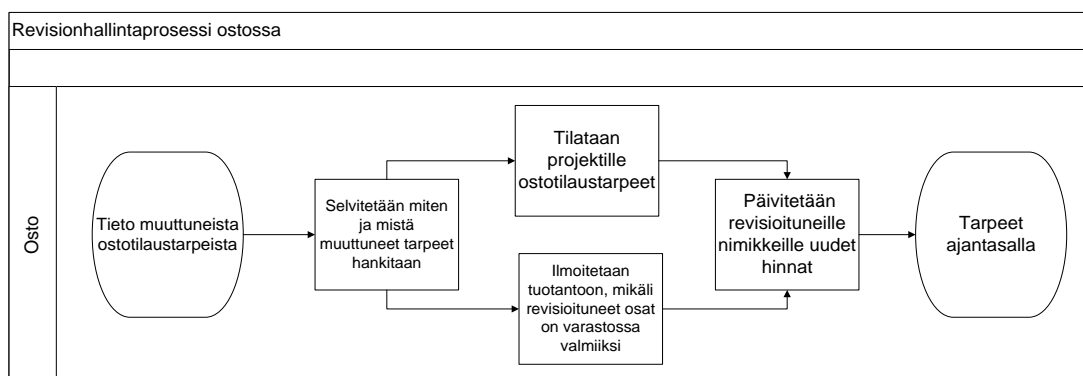 Revisionhallintaprosessi ostossa
Osto
Tieto muuttuneista
ostotilaustarpeista
Selvitetään miten
ja mistä
muuttuneet tarpeet
hankitaan
Tilataan
projektille
ostotilaustarpeet
Ilmoitetaan
tuotantoon, mikäli
revisioituneet osat
on varastossa
valmiiksi
Päivitetään
revisioituneille
nimikkeille uudet
hinnat
Tarpeet
ajantasalla